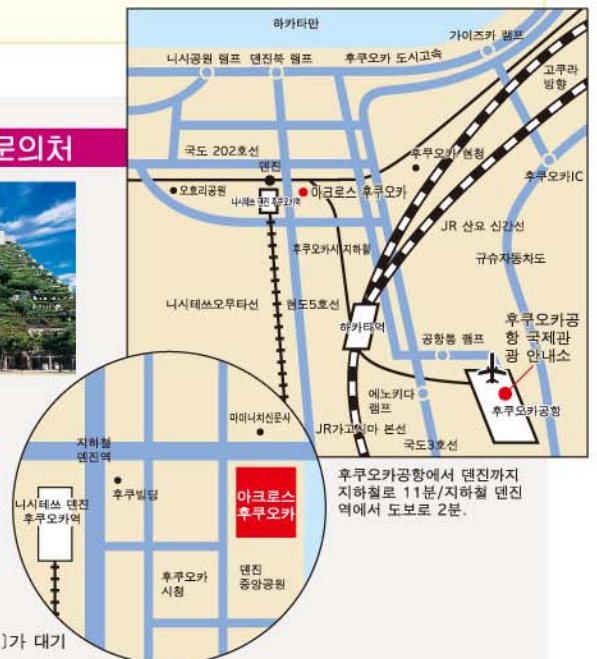 문의처
하카타만
가이즈카 램프
니시공원 램프
덴진북 램프
후쿠오카 도시고속
고쿠라
방향
국도 202호선
덴진
후쿠오카 현청
후쿠오카IC
오호리공원
니시테쓰 덴진 후쿠오카역
아크로스 후쿠오카
JR 산요 신간선
후쿠오카시지하철
규슈자동차도
니시테쓰오무타선
현도5호선
하카타역
공항통 램프
후쿠오카공
항 국제관
광 안내소
에노키다
램프
후쿠오카공항
JR가고시마 본선
국도3호선
마이니치신문사
지하철
덴진역
후쿠빌딩
니시테쓰 덴진
후쿠오카역
아크로스
후쿠오카
후쿠오카
시청
덴진
중앙공원
후쿠오카공항에서 덴진까지
지하철로 11분/지하철 덴진
역에서 도보로 2분.
)가 대기